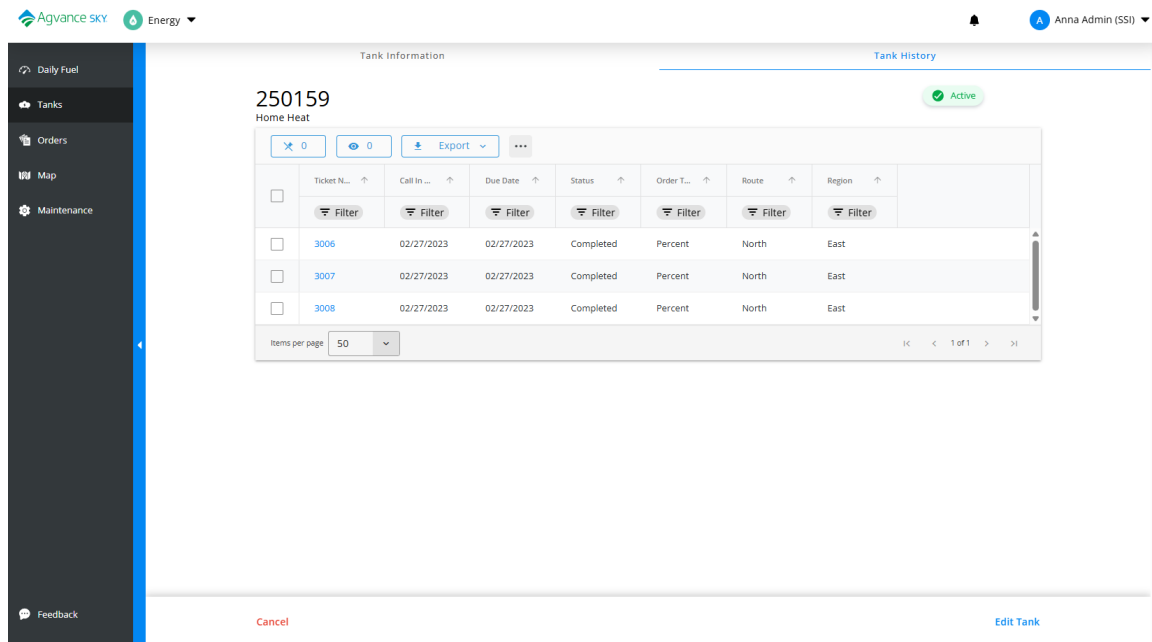 Agvance SKY Energy Anna Admin (SSI)
A
Daily Fuel
Tanks
Orders
Map
Maintenance
Feedback
Tank Information Tank History
250159
Home Heat
Active
0 0 Export ...
Ticket N... Call In ... Due Date Status Order T... Route Region
Filter Filter Filter Filter Filter Filter Filter
3006 02/27/2023 02/27/2023 Completed Percent North East
3007 02/27/2023 02/27/2023 Completed Percent North East
3008 02/27/2023 02/27/2023 Completed Percent North East
Items per page 50 1 of 1
Cancel Edit Tank